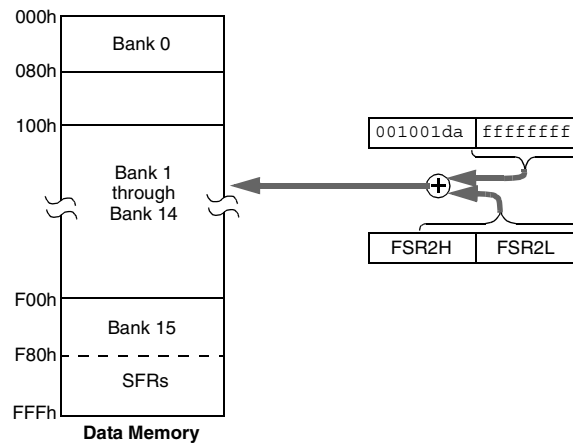 000h
Bank 0
080h
100h
001001da ffffffff
Bank 1
through
Bank 14
FSR2H FSR2L
F00h
Bank 15
F80h
SFRs
FFFh
Data Memory